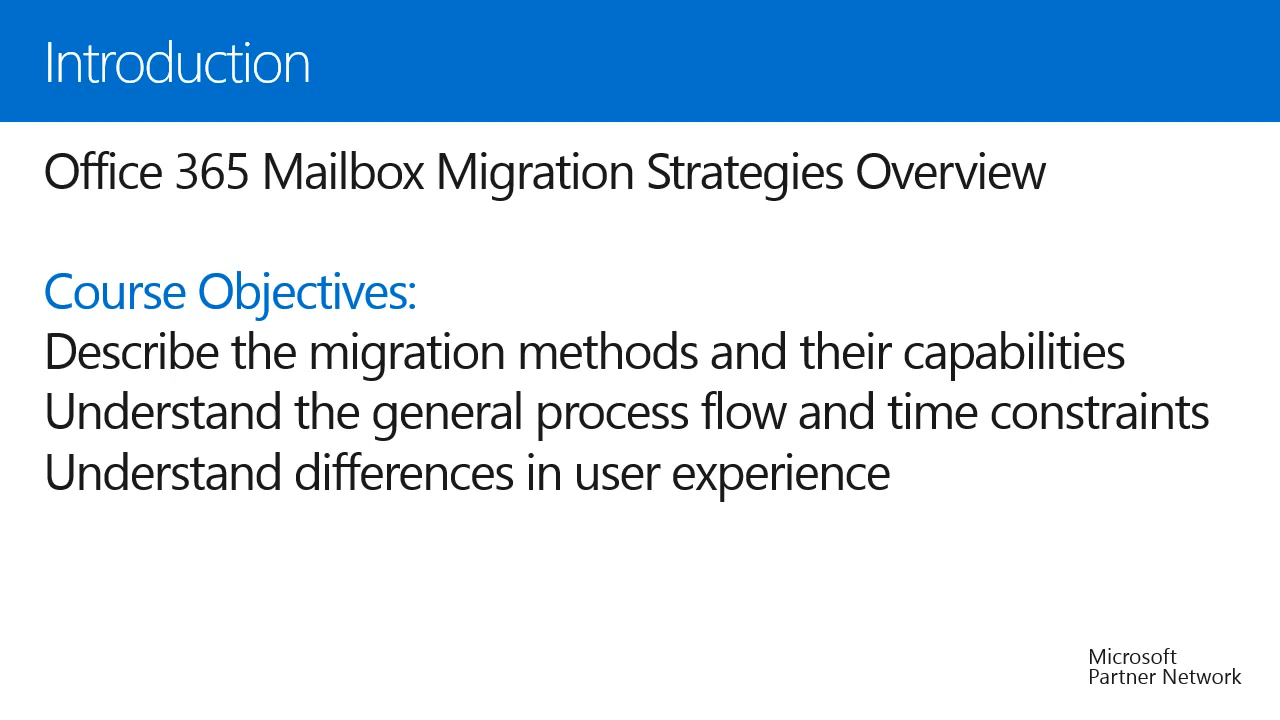 Introduction
Office 365 Mailbox Migration Strategies Overview
Course Objectives:
Describe the migration methods and their capabilities
Understand the general process flow and time constraints
Understand differences in user experience
Microsoft
Partner Network